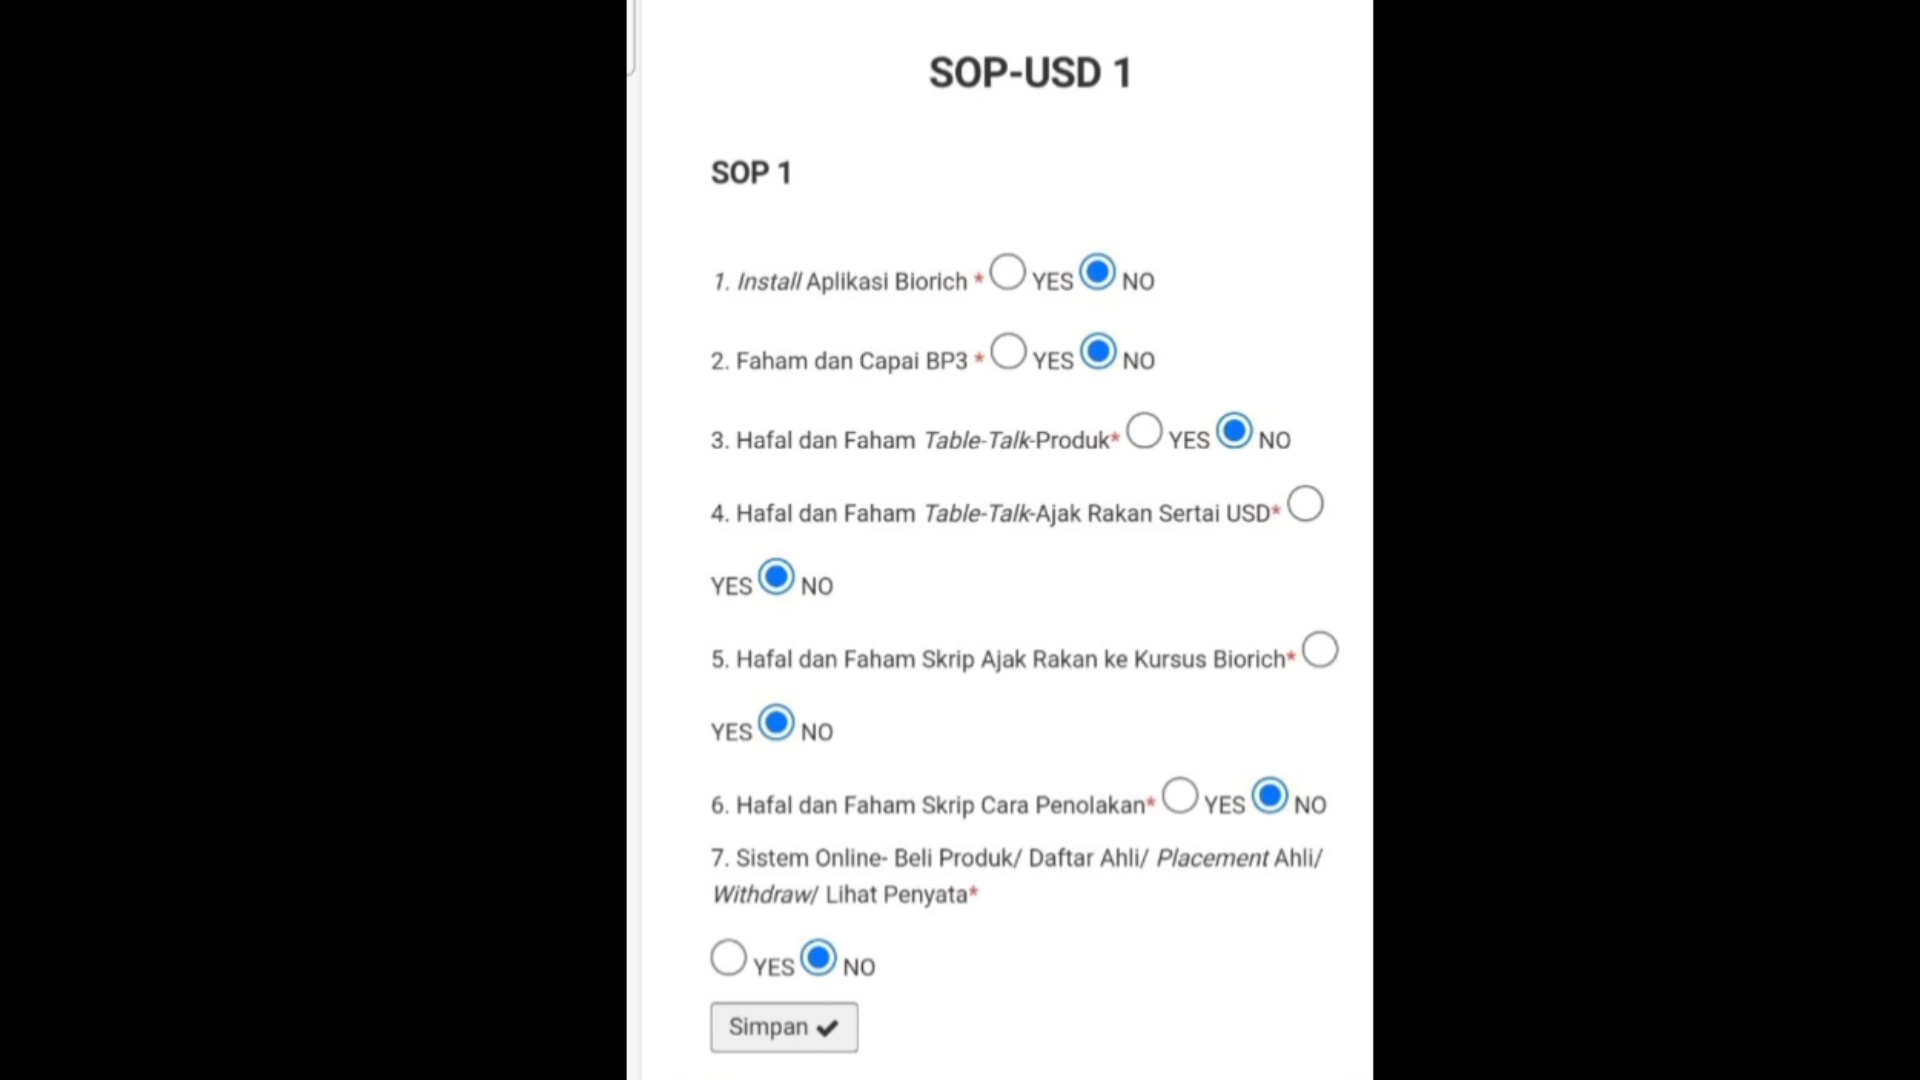 SOP-USD 1
SOP 1
1. Install Aplikasi Biorich * YES NO
2. Faham dan Capai BP3 * YES NO
3. Hafal dan Faham Table-Talk-Produk* YES NO
4. Hafal dan Faham Table-Talk-Ajak Rakan Sertai USD*
YES NO
5. Hafal dan Faham Skrip Ajak Rakan ke Kursus Biorich*
YES NO
6. Hafal dan Faham Skrip Cara Penolakan* YES NO
7. Sistem Online- Beli Produk/ Daftar Ahli/ Placement Ahli/
Withdraw/ Lihat Penyata*
YES NO
Simpan ✔